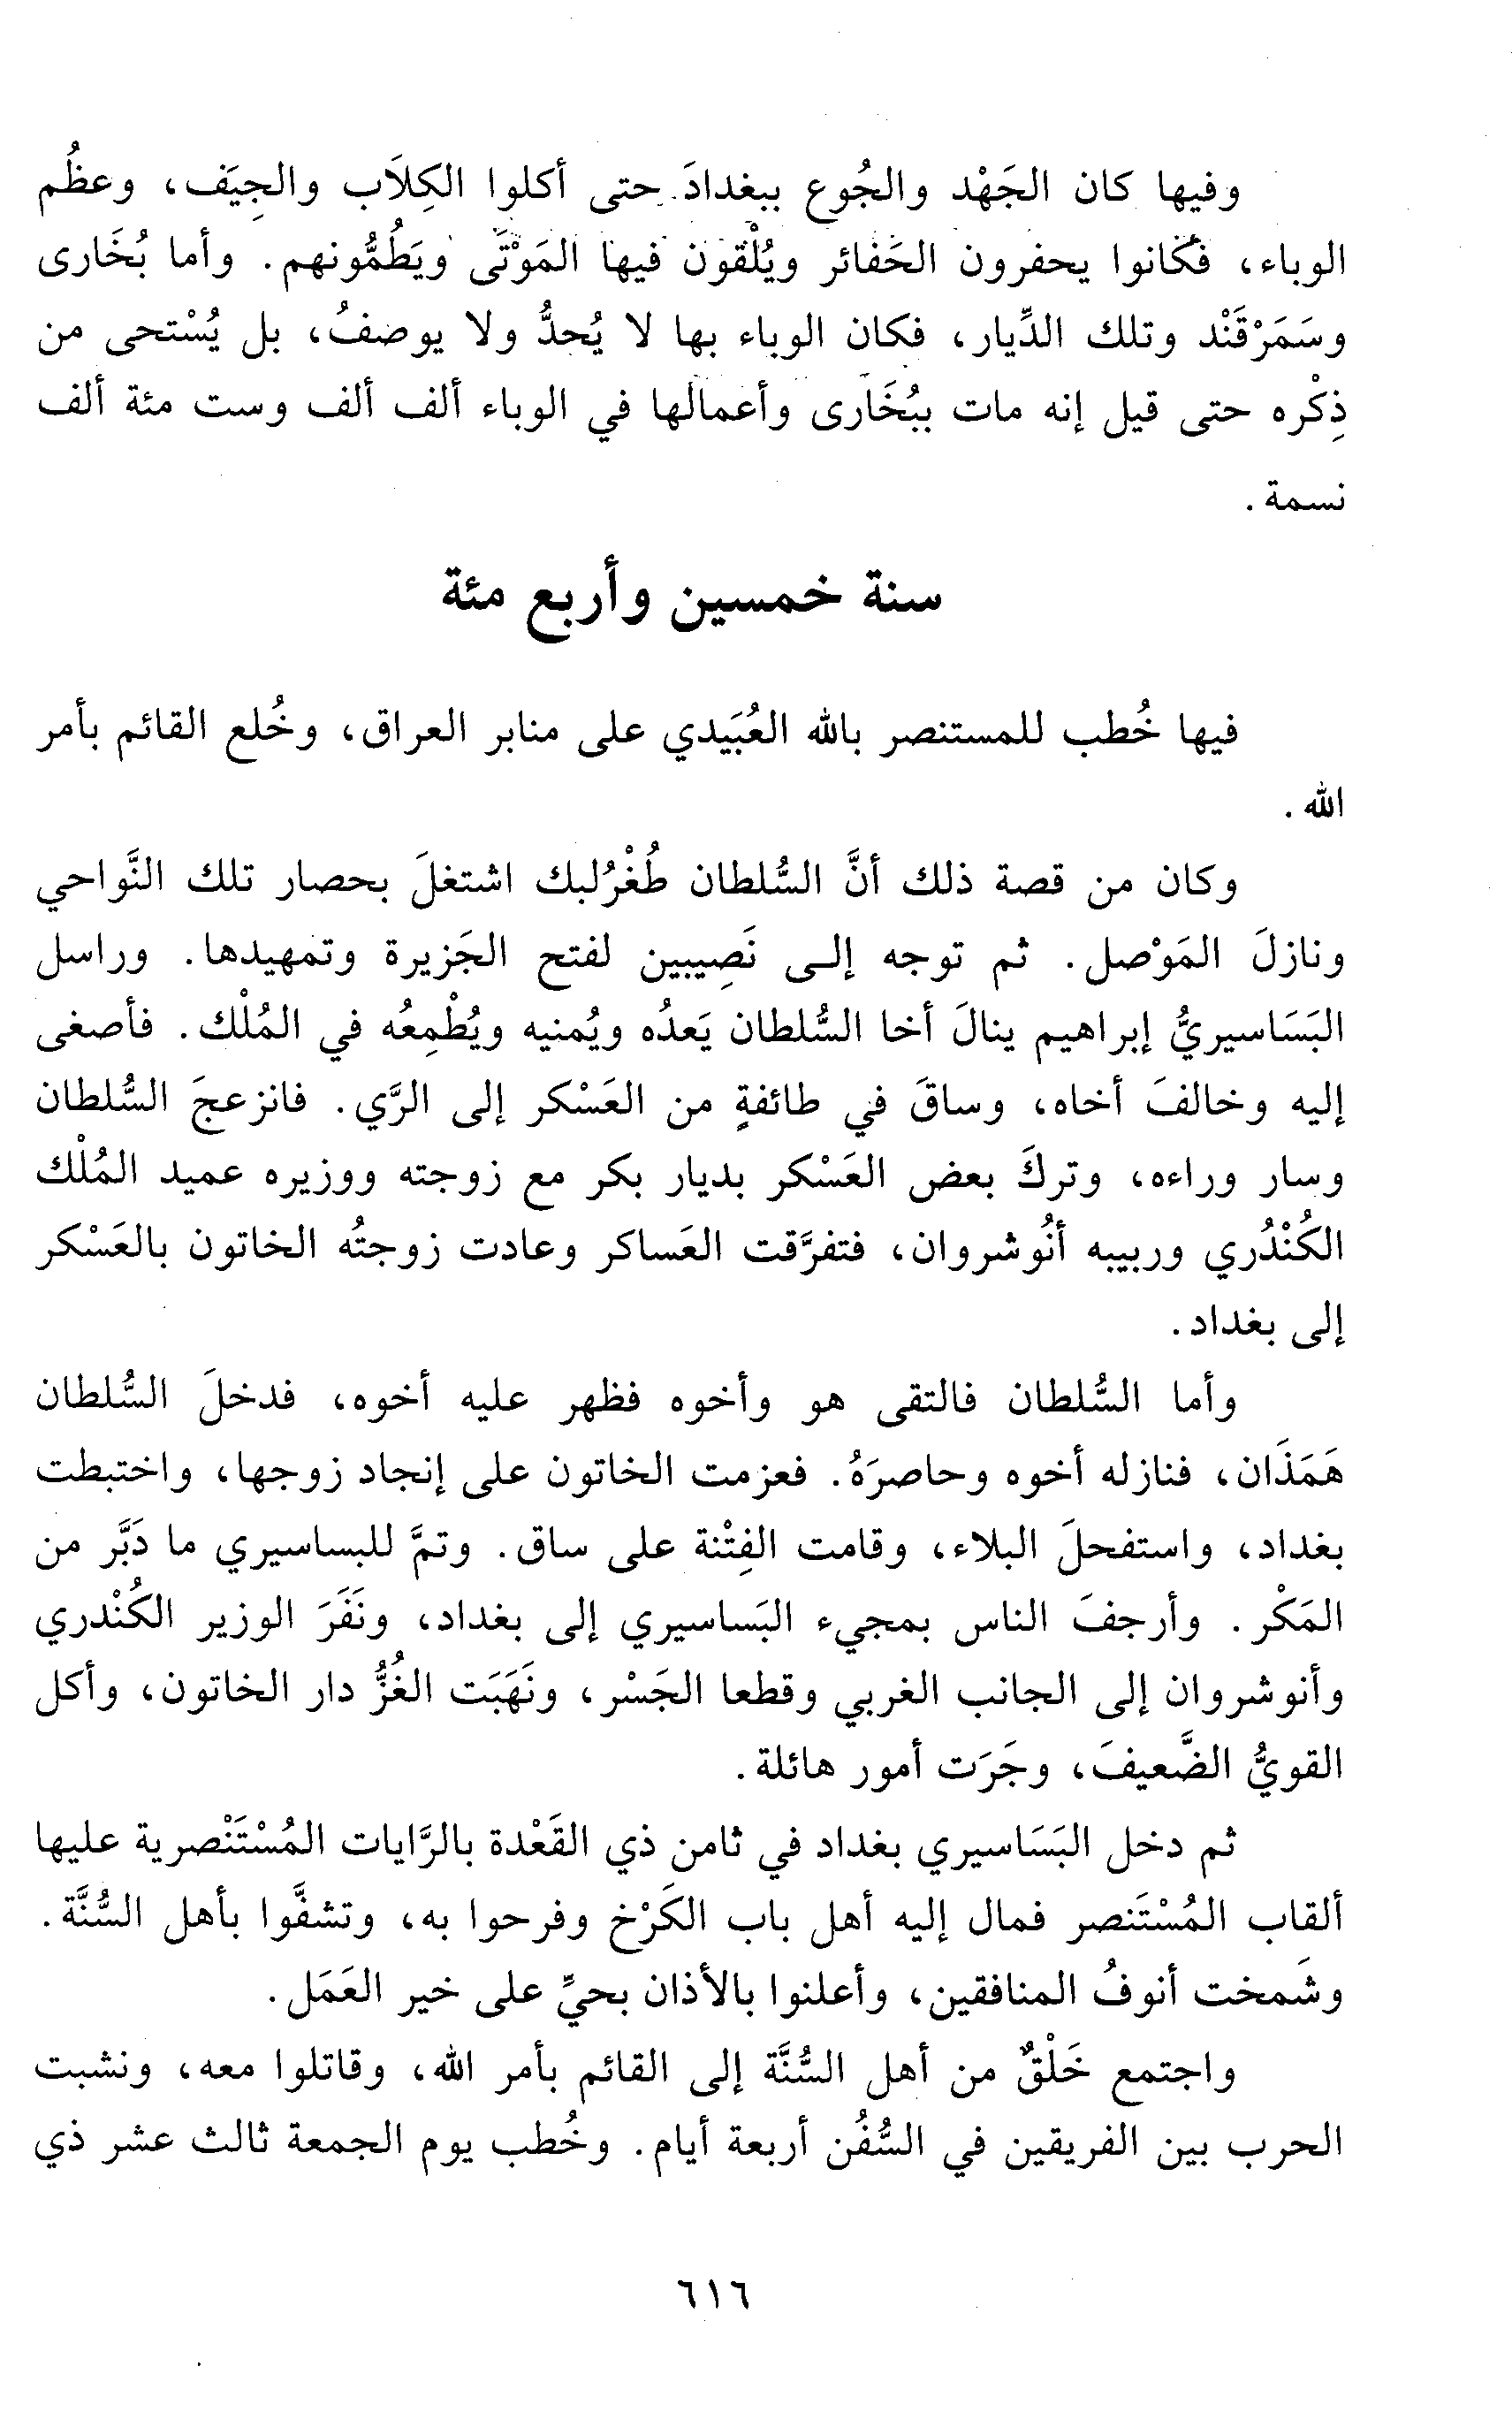 وفيها كان الجَهْد والجُوع ببغدادَ حتى أكلوا الكِلَاب والجِيَف، وعظُم
الوباء، فكانوا يحفرون الحَفائر ويُلْقون فيها المَوْتَى ويَطُمُّونهم. وأما بُخَارى
وسَمَرْقَنْد وتلك الدِّيار، فكان الوباء بها لا يُحدُّ ولا يوصفُ، بل يُسْتحى من
ذِكْره حتى قيل إنه مات ببُخَارى وأعمالها في الوباء ألف ألف وست مئة ألف
نسمة.
سنة خمسين وأربع مئة
فيها خُطب للمستنصر بالله العُبَيدي على منابر العراق، وخُلع القائم بأمر
الله.
وكان من قصة ذلك أنَّ السُّلطان طُغْرُلبك اشتغلَ بحصار تلك النَّواحي
ونازلَ المَوْصل. ثم توجه إلى نَصِيبين لفتح الجَزيرة وتمهيدها. وراسل
البَسَاسيريُّ إبراهيم ينالَ أخا السُّلطان يَعدُه ويُمنيه ويُطْمِعُه في المُلْك. فأصغى
إليه وخالفَ أخاه، وساقَ في طائفةٍ من العَسْكر إلى الرَّي. فانزعجَ السُّلطان
وسار وراءه، وتركَ بعض العَسْكر بديار بكر مع زوجته ووزيره عميد المُلْك
الكُنْدُري وربيبه أنُوشروان، فتفرَّقت العَساكر وعادت زوجتُه الخاتون بالعَسْكر
إلى بغداد.
وأما السُّلطان فالتقى هو وأخوه فظهر عليه أخوه، فدخلَ السُّلطان
هَمَذَان، فنازله أخوه وحاصرَهُ. فعزمت الخاتون على إنجاد زوجها، واختبطت
بغداد، واستفحلَ البلاء، وقامت الفِتْنة على ساق. وتمَّ للبساسيري ما دَبَّر من
المَكْر. وأرجفَ الناس بمجيء البَساسيري إلى بغداد، ونَفَرَ الوزير الكُنْدري
وأنوشروان إلى الجانب الغربي وقطعا الجَسْر، ونَهَبَت الغُزُّ دار الخاتون، وأكل
القويُّ الضَّعيفَ، وجَرَت أمور هائلة.
ثم دخل البَسَاسيري بغداد في ثامن ذي القَعْدة بالرَّايات المُسْتَنْصرية عليها
ألقاب المُسْتَنصر فمال إليه أهل باب الكَرْخ وفرحوا به، وتشفَّوا بأهل السُّنَّة.
وشَمخت أنوفُ المنافقين، وأعلنوا بالأذان بحيِّ على خير العَمَل.
واجتمع خَلْقٌ من أهل السُّنَّة إلى القائم بأمر الله، وقاتلوا معه، ونشبت
الحرب بين الفريقين في السُّفُن أربعة أيام. وخُطب يوم الجمعة ثالث عشر ذي
٦١٦